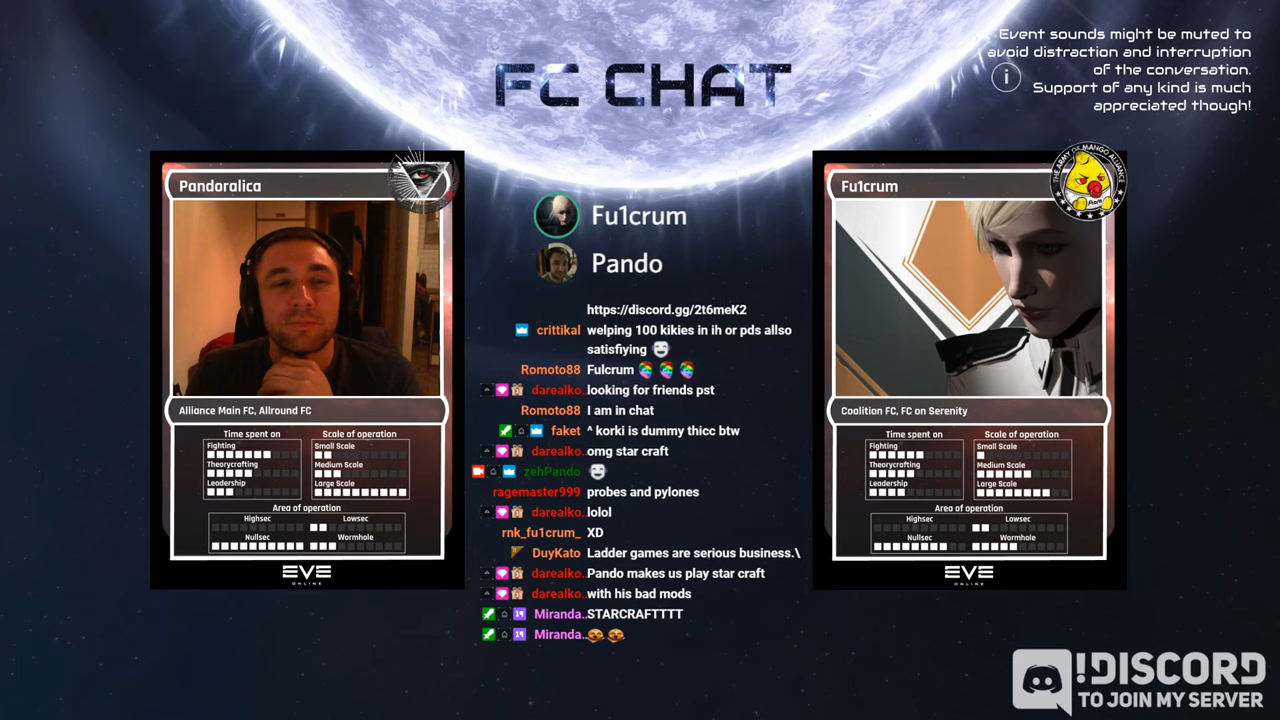 Event sounds might be muted to
avoid distraction and interruption
of the conversation.
Support of any kind is much
appreciated though!
FC CHAT
Pandoralica
Alliance Main FC, Allround FC
Time spent on
Scale of operation
Fighting
Small Scale
Theorycrafting
Medium Scale
Leadership
Large Scale
Area of operation
Highsec
Lowsec
Nullsec
Wormhole
EVE
ONLINE
Fu1crum
Pando
https://discord.gg/2t6meK2
crittikal welping 100 kikies in ih or pds allso
satisfiying
Romoto88 Fulcrum
darealko.. looking for friends pst
Romoto88 I am in chat
faket ^ korki is dummy thicc btw
darealko.. omg star craft
zehPando
ragemaster999 probes and pylones
darealko.. lolol
rnk_fu1crum_ XD
DuyKato Ladder games are serious business.\
darealko.. Pando makes us play star craft
darealko.. with his bad mods
19 Miranda.. STARCRAFTTTT
19 Miranda..
THE ARMY OF MANGO ALLIANCE
Fu1crum
Coalition FC, FC on Serenity
Time spent on
Scale of operation
Fighting
Small Scale
Theorycrafting
Medium Scale
Leadership
Large Scale
Area of operation
Highsec
Lowsec
Nullsec
Wormhole
EVE
ONLINE
!DISCORD
TO JOIN MY SERVER